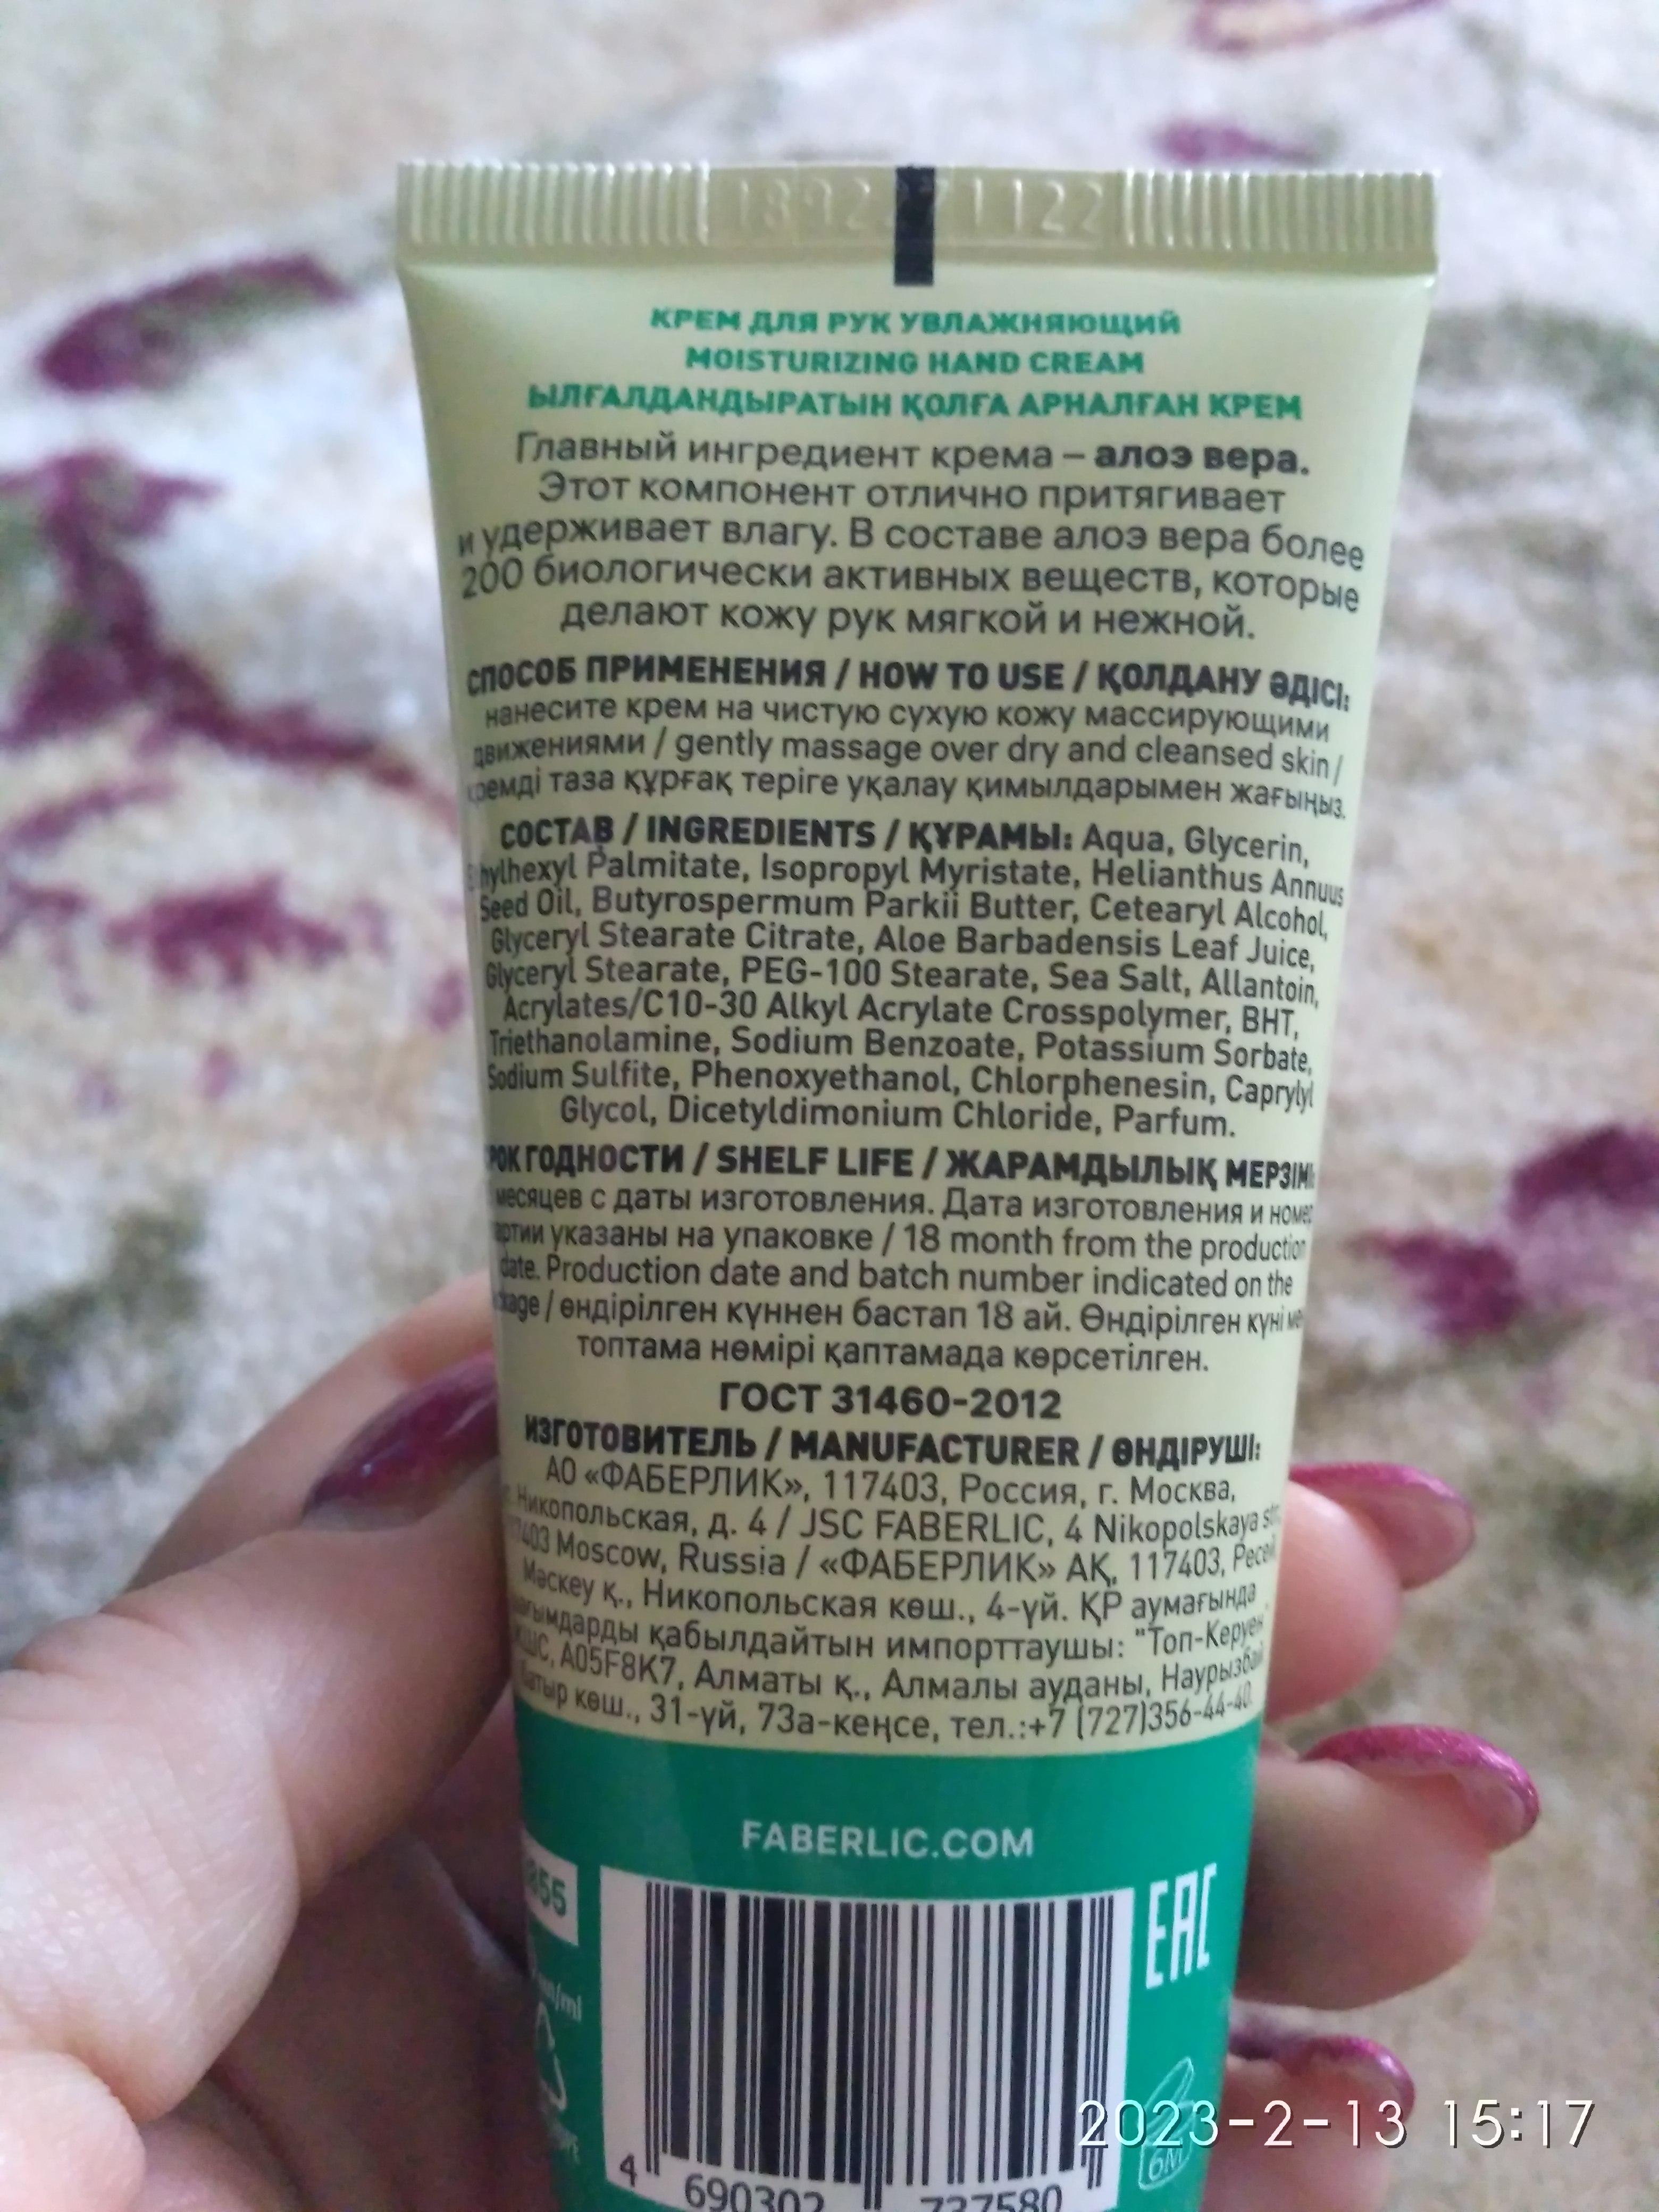 КРЕМ ДЛЯ РУК УВЛАЖНЯЮЩИЙ
MOISTURIZING HAND CREAM
ЫЛҒАЛДАНДЫРАТЫН ҚОЛҒА АРНАЛҒАН КРЕМ
Главный ингредиент крема – алоэ вера.
Этот компонент отлично притягивает
и удерживает влагу. В составе алоэ вера более
200 биологически активных веществ, которые
делают кожу рук мягкой и нежной.
СПОСОБ ПРИМЕНЕНИЯ / HOW TO USE / ҚОЛДАНУ ӘДІСІ:
нанесите крем на чистую сухую кожу массирующими
движениями / gently massage over dry and cleansed skin /
кремді таза құрғақ теріге уқалау қимылдарымен жағыңыз.
СОСТАВ / INGREDIENTS / ҚҰРАМЫ: Aqua, Glycerin,
Ethylhexyl Palmitate, Isopropyl Myristate, Helianthus Annuus
Seed Oil, Butyrospermum Parkii Butter, Cetearyl Alcohol,
Glyceryl Stearate Citrate, Aloe Barbadensis Leaf Juice,
Glyceryl Stearate, PEG-100 Stearate, Sea Salt, Allantoin,
Acrylates/C10-30 Alkyl Acrylate Crosspolymer, BHT,
Triethanolamine, Sodium Benzoate, Potassium Sorbate,
Sodium Sulfite, Phenoxyethanol, Chlorphenesin, Caprylyl
Glycol, Dicetyldimonium Chloride, Parfum.
СРОК ГОДНОСТИ / SHELF LIFE / ЖАРАМДЫЛЫҚ МЕРЗІМІ:
месяцев с даты изготовления. Дата изготовления и номер
партии указаны на упаковке / 18 month from the production
date. Production date and batch number indicated on the
package / өндірілген күннен бастап 18 ай. Өндірілген күні
топтама нөмірі қаптамада көрсетілген.
ГОСТ 31460-2012
ИЗГОТОВИТЕЛЬ / MANUFACTURER / ӨНДІРУШІ:
АО «ФАБЕРЛИК», 117403, Россия, г. Москва,
Никопольская, д. 4 / JSC FABERLIC, 4 Nikopolskaya str.,
117403 Moscow, Russia / «ФАБЕРЛИК» АҚ, 117403, Ресей
Мәскеу қ., Никопольская көш., 4-үй. ҚР аумағында
қабылдайтын импорттаушы: "Топ-Керуен
ЖШС, A05F8K7, Алматы қ., Алмалы ауданы, Наурызбай
батыр көш., 31-үй, 73а-кеңсе, тел.:+7 (727)356-44-40.
FABERLIC.COM
EAC
6M
4 690302 737580
2023-2-13 15:17